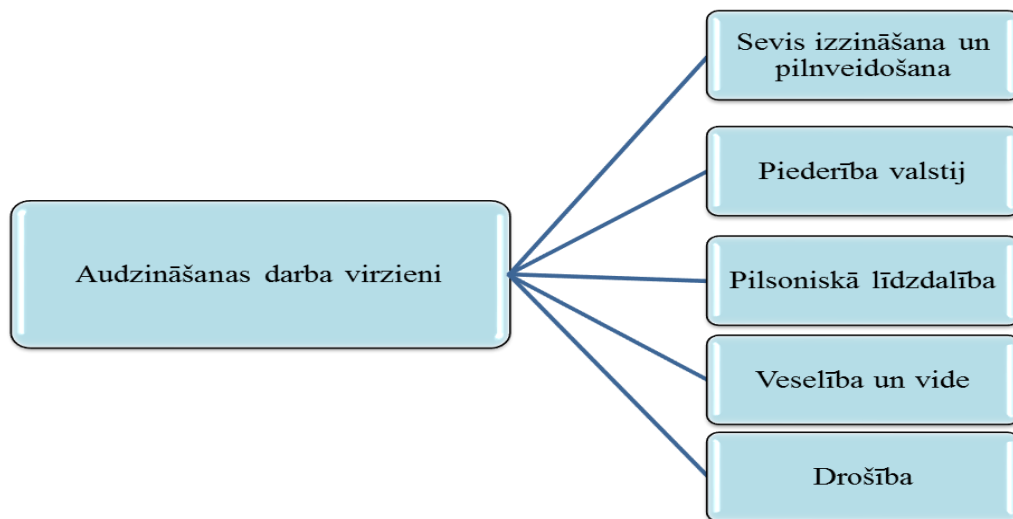 Sevis izzināšana un
pilnveidošana
Piederība valstij
Audzināšanas darba virzieni
Pilsoniskā līdzdalība
Veselība un vide
Drošība